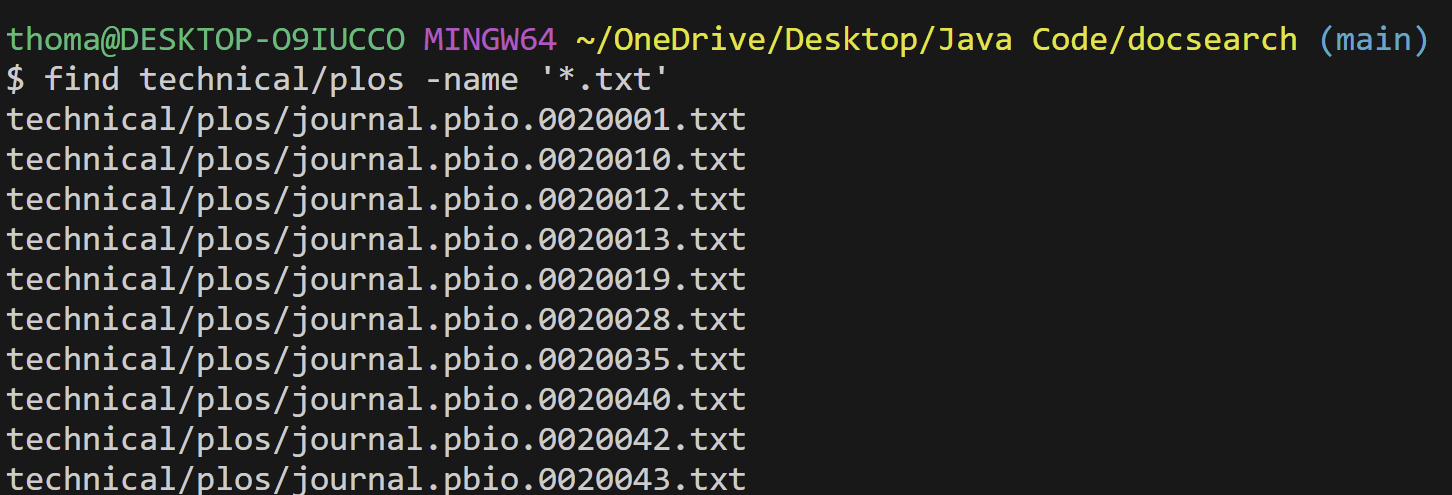 thoma@DESKTOP-O9IUCCO MINGW64 ~/OneDrive/Desktop/Java Code/docsearch (main)
$ find technical/plos -name '*.txt'
technical/plos/journal.pbio.0020001.txt
technical/plos/journal.pbio.0020010.txt
technical/plos/journal.pbio.0020012.txt
technical/plos/journal.pbio.0020013.txt
technical/plos/journal.pbio.0020019.txt
technical/plos/journal.pbio.0020028.txt
technical/plos/journal.pbio.0020035.txt
technical/plos/journal.pbio.0020040.txt
technical/plos/journal.pbio.0020042.txt
technical/plos/journal.pbio.0020043.txt